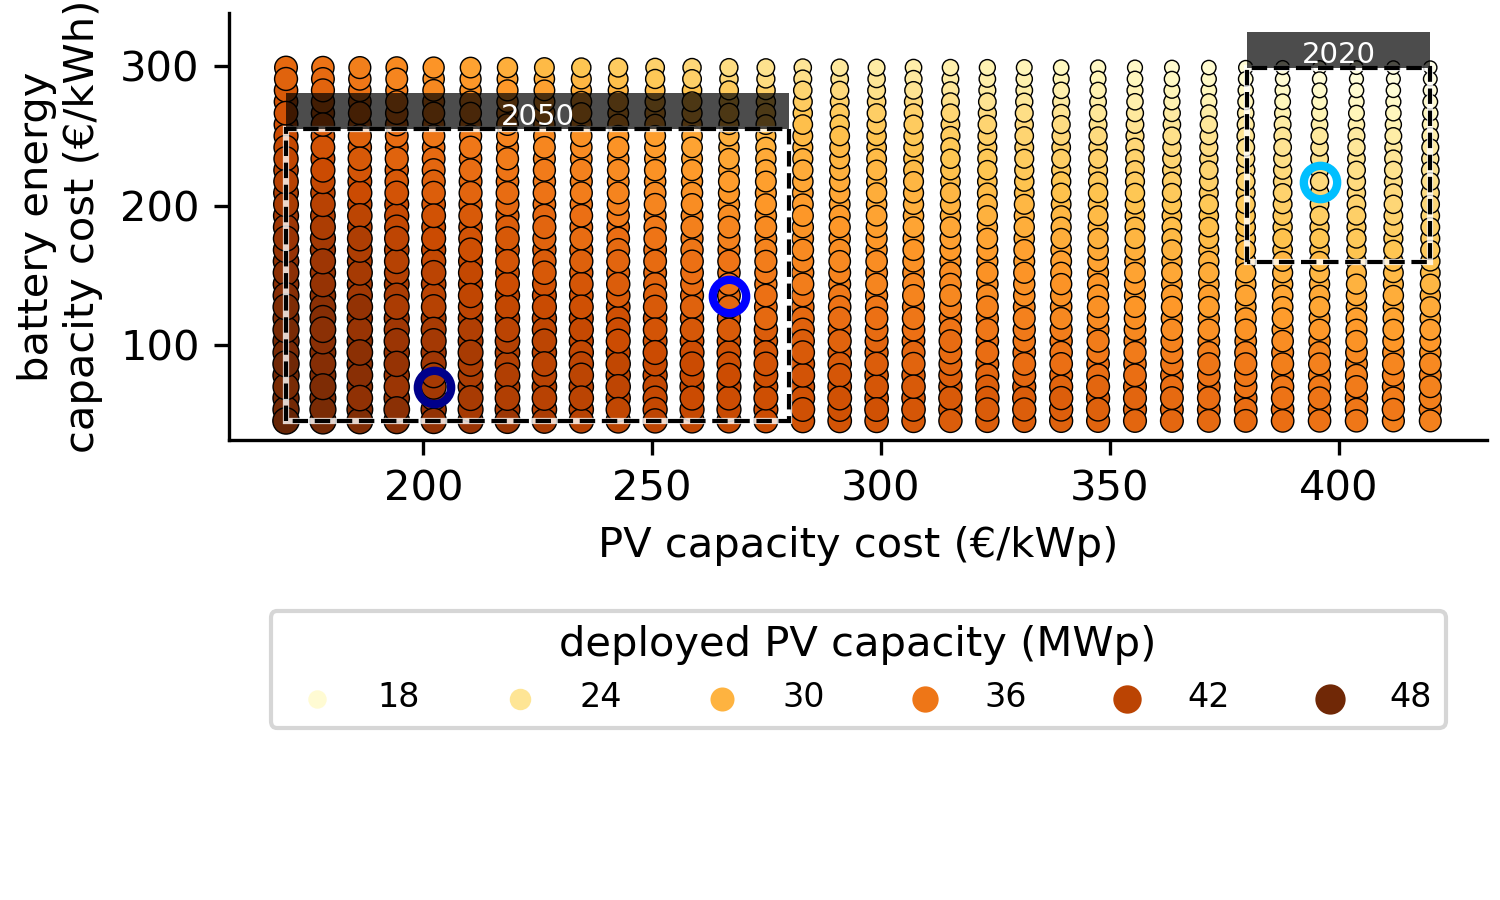 battery energy
capacity cost (€/kWh)
300
200
100
2050
2020
200 250 300 350 400
PV capacity cost (€/kWp)
deployed PV capacity (MWp)
18 24 30 36 42 48